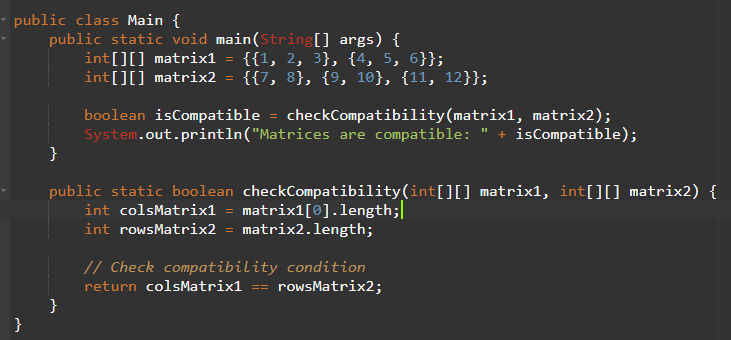 public class Main {
    public static void main(String[] args) {
        int[][] matrix1 = {{1, 2, 3}, {4, 5, 6}};
        int[][] matrix2 = {{7, 8}, {9, 10}, {11, 12}};

        boolean isCompatible = checkCompatibility(matrix1, matrix2);
        System.out.println("Matrices are compatible: " + isCompatible);
    }

    public static boolean checkCompatibility(int[][] matrix1, int[][] matrix2) {
        int colsMatrix1 = matrix1[0].length;
        int rowsMatrix2 = matrix2.length;

        // Check compatibility condition
        return colsMatrix1 == rowsMatrix2;
    }
}